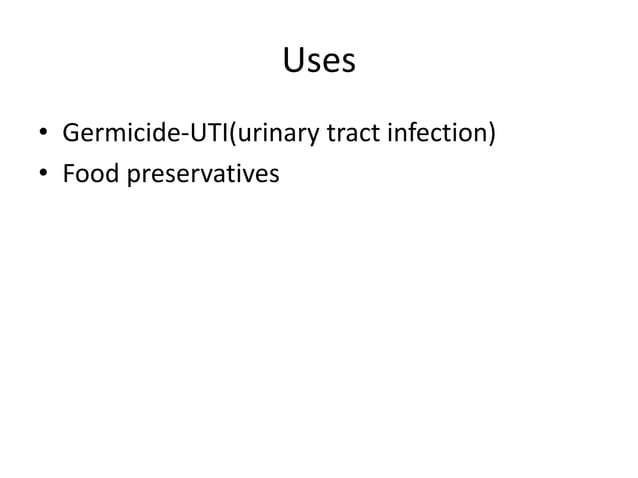 Uses
• Germicide-UTI(urinary tract infection)
• Food preservatives